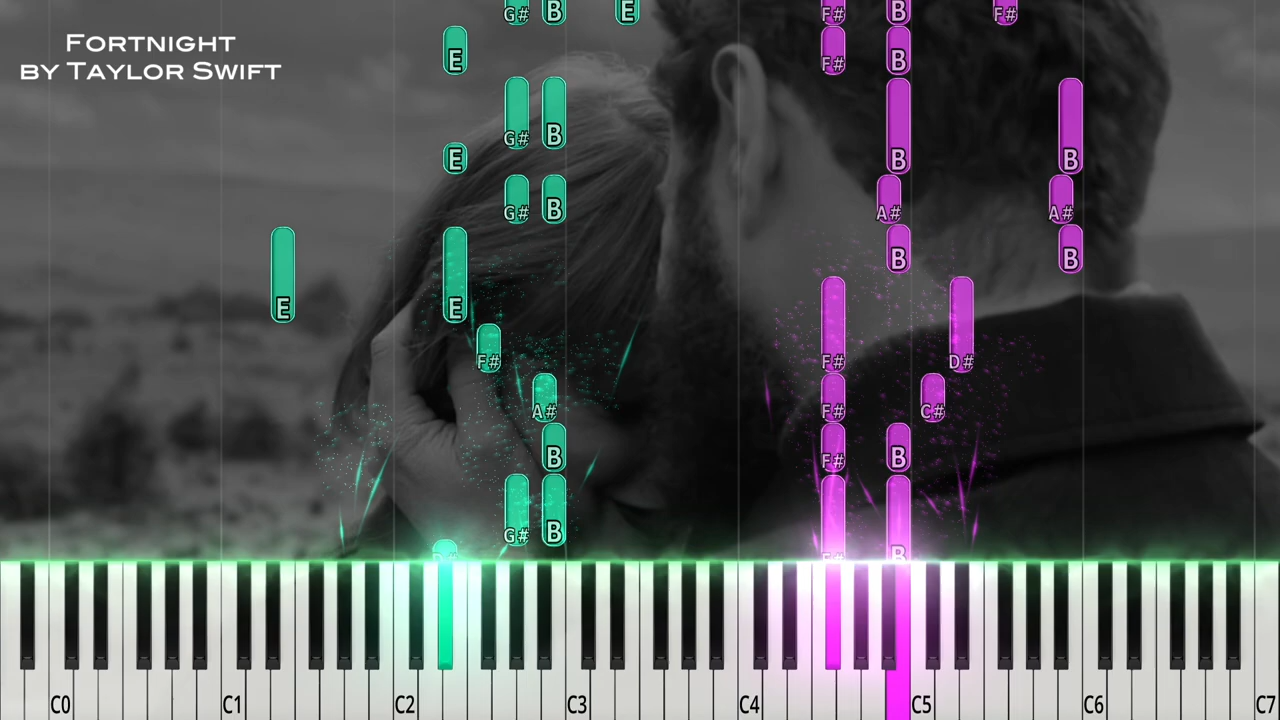 Fortnight
by Taylor Swift
G# B E F# B F#
E F# B
G# B B B
E
G# B A# A#
B B
E E
F# F# D#
A# F# C#
B F# B
G# B
B
C0 C1 C2 C3 C4 C5 C6 C7